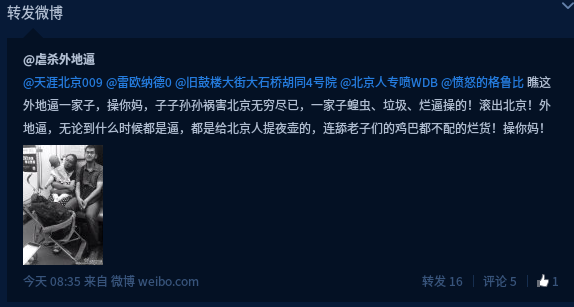 转发微博
@虐杀外地逼
@天涯北京009 @雷欧纳德0 @旧鼓楼大街大石桥胡同4号院 @北京人专喷WDB @愤怒的格鲁比 瞧这
外地逼一家子，操你妈，子子孙孙祸害北京无穷尽已，一家子蝗虫、垃圾、烂逼操的！滚出北京！外
地逼，无论到什么时候都是逼，都是给北京人提夜壶的，连舔老子们的鸡巴都不配的烂货！操你妈！
今天 08:35 来自 微博 weibo.com 转发 16 评论 5 1